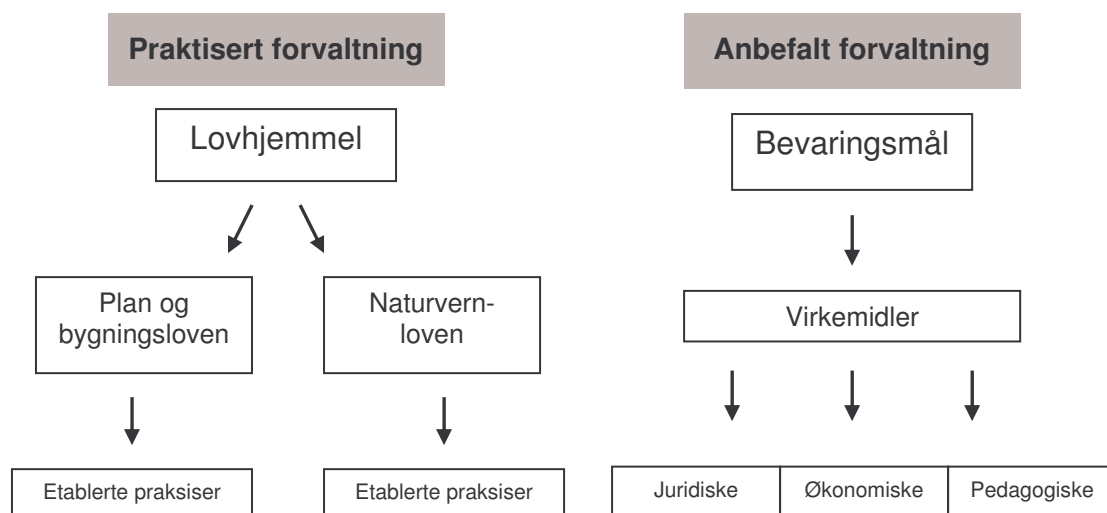 Praktisert forvaltning
Lovhjemmel
Plan og
bygningsloven
Naturvern-
loven
Etablerte praksiser
Etablerte praksiser
Anbefalt forvaltning
Bevaringsmål
Virkemidler
Juridiske
Økonomiske
Pedagogiske